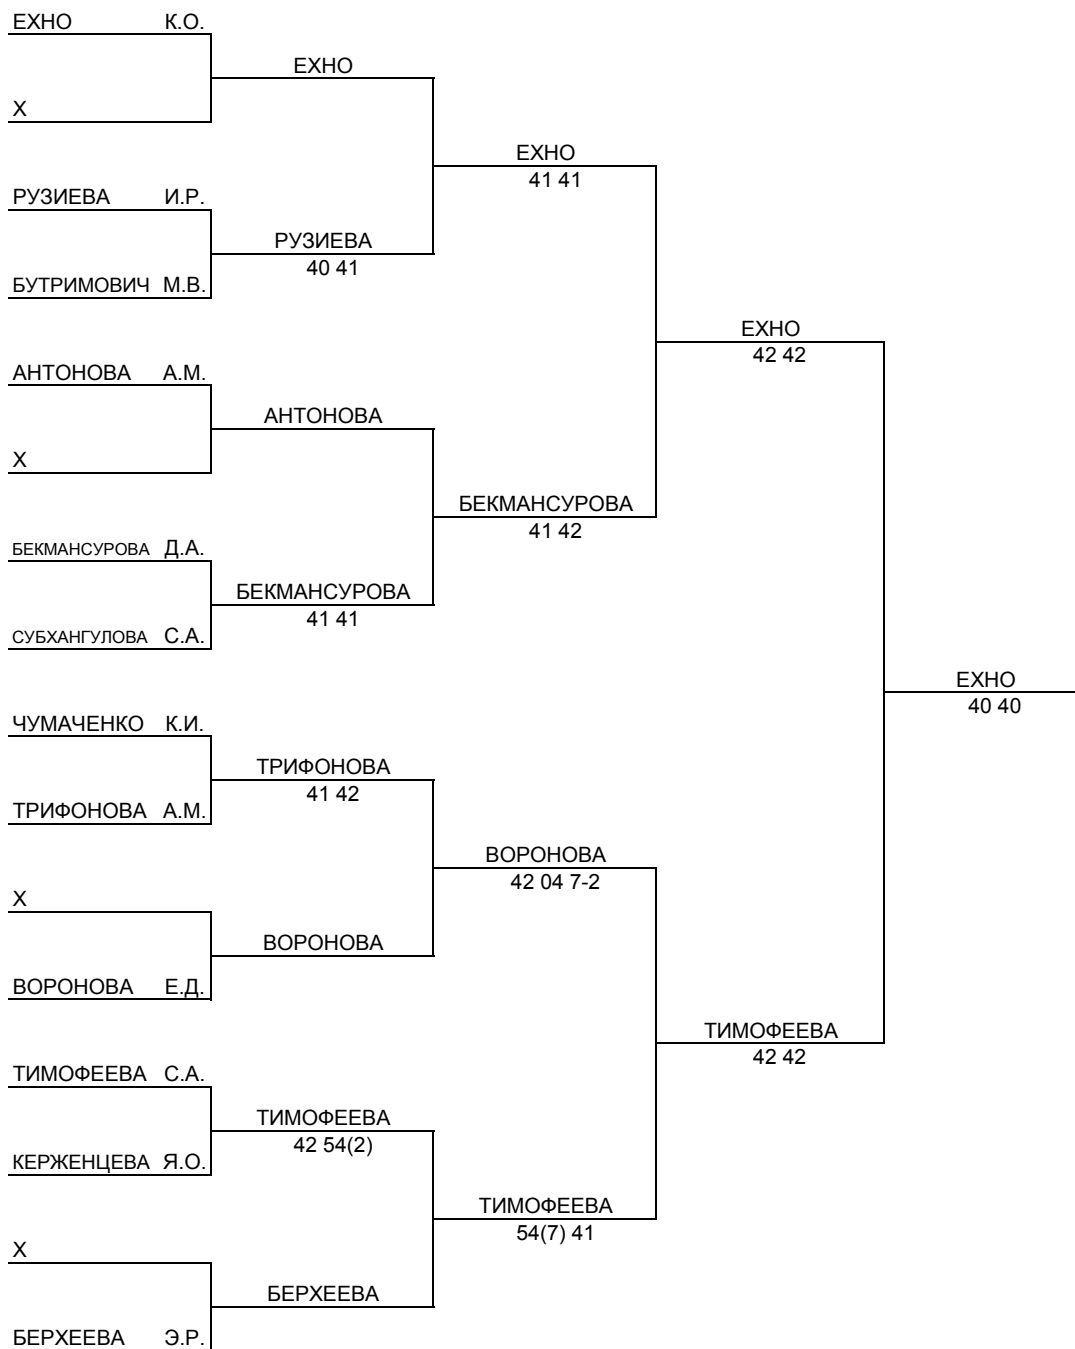 ЕХНО К.О.
ЕХНО
Х
ЕХНО
41 41
РУЗИЕВА И.Р.
РУЗИЕВА
40 41
БУТРИМОВИЧ М.В.
ЕХНО
42 42
АНТОНОВА А.М.
АНТОНОВА
Х
БЕКМАНСУРОВА
41 42
БЕКМАНСУРОВА Д.А.
БЕКМАНСУРОВА
41 41
СУБХАНГУЛОВА С.А.
ЕХНО
40 40
ЧУМАЧЕНКО К.И.
ТРИФОНОВА
41 42
ТРИФОНОВА А.М.
ВОРОНОВА
42 04 7-2
Х
ВОРОНОВА
ВОРОНОВА Е.Д.
ТИМОФЕЕВА
42 42
ТИМОФЕЕВА С.А.
ТИМОФЕЕВА
42 54(2)
КЕРЖЕНЦЕВА Я.О.
ТИМОФЕЕВА
54(7) 41
Х
БЕРХЕЕВА
БЕРХЕЕВА Э.Р.